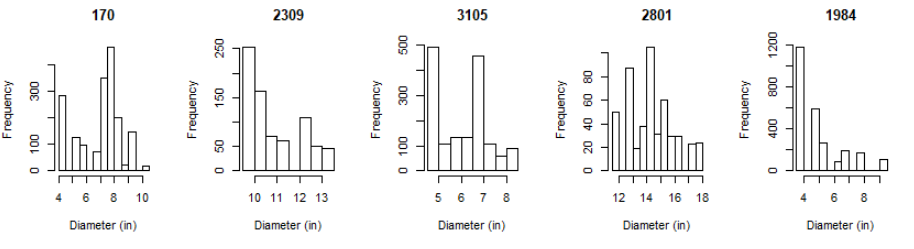 170
2309
3105
2801
1984
Frequency
0 100 300
4 6 8 10
Diameter (in)
Frequency
0 50 150 250
10 11 12 13
Diameter (in)
Frequency
0 100 300 500
5 6 7 8
Diameter (in)
Frequency
0 20 40 60 80
12 14 16 18
Diameter (in)
Frequency
0 400 800 1200
4 6 8
Diameter (in)